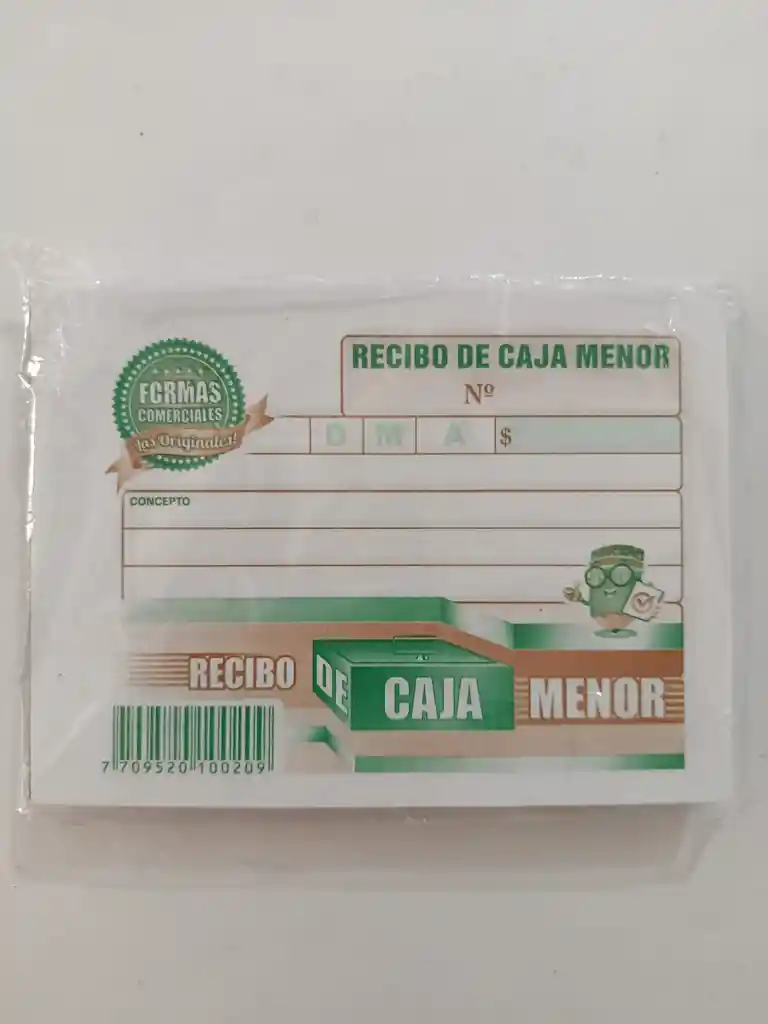 RECIBO DE CAJA MENOR
Nº
FORMAS
COMERCIALES
¡Las Originales!
D M A $
CONCEPTO
RECIBO DE CAJA MENOR
7 709520 100209